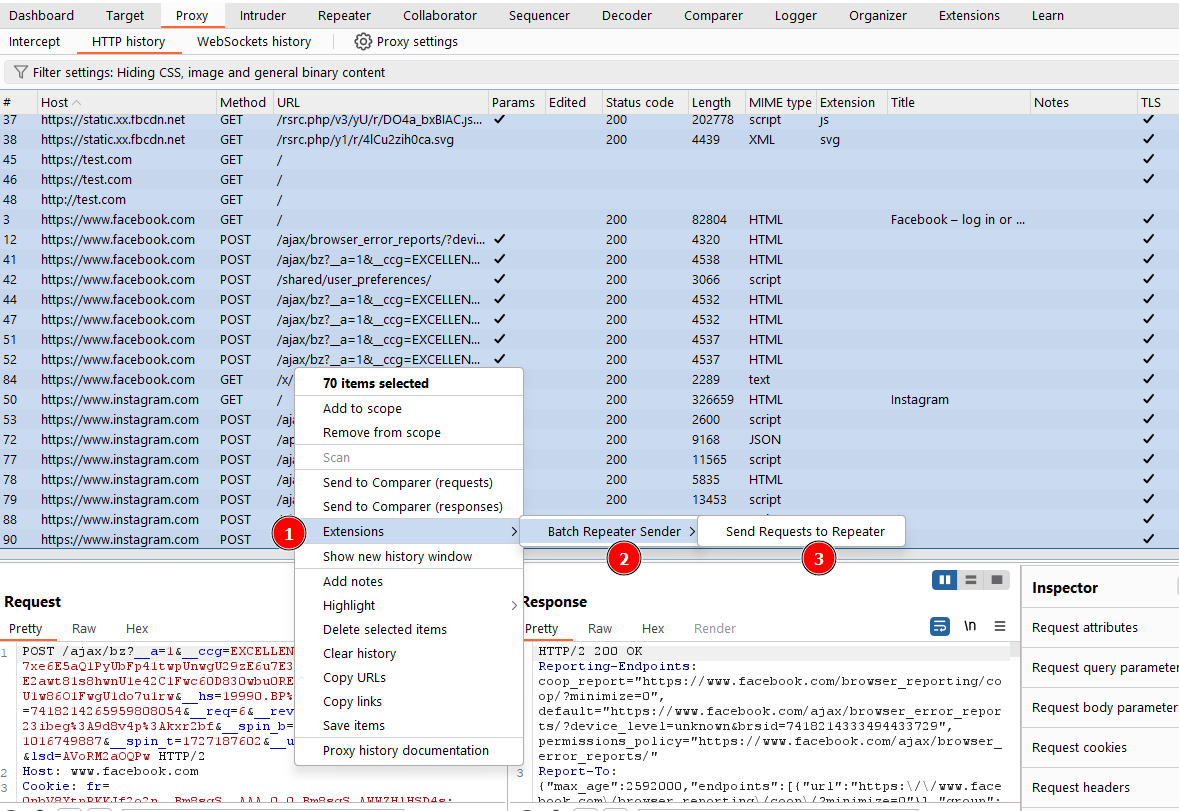 Dashboard Target Proxy Intruder Repeater Collaborator Sequencer Decoder Comparer Logger Organizer Extensions Learn
Intercept HTTP history WebSockets history Proxy settings
Filter settings: Hiding CSS, image and general binary content
# Host Method URL Params Edited Status code Length MIME type Extension Title Notes TLS
37 https://static.xx.fbcdn.net GET /rsrc.php/v3/yU/r/DO4a_bxBlAC.js... ✓ 200 202778 script js ✓
38 https://static.xx.fbcdn.net GET /rsrc.php/y1/r/4lCu2zih0ca.svg 200 4439 XML svg ✓
45 https://test.com GET / ✓
46 https://test.com GET / ✓
48 http://test.com GET /
3 https://www.facebook.com GET / 200 82804 HTML Facebook – log in or ... ✓
12 https://www.facebook.com POST /ajax/browser_error_reports/?devi... ✓ 200 4320 HTML ✓
41 https://www.facebook.com POST /ajax/bz?__a=1&__ccg=EXCELLEN... ✓ 200 4538 HTML ✓
42 https://www.facebook.com POST /shared/user_preferences/ ✓ 200 3066 script ✓
44 https://www.facebook.com POST /ajax/bz?__a=1&__ccg=EXCELLEN... ✓ 200 4532 HTML ✓
47 https://www.facebook.com POST /ajax/bz?__a=1&__ccg=EXCELLEN... ✓ 200 4532 HTML ✓
51 https://www.facebook.com POST /ajax/bz?__a=1&__ccg=EXCELLEN... ✓ 200 4537 HTML ✓
52 https://www.facebook.com POST /ajax/bz?__a=1&__ccg=EXCELLEN... ✓ 200 4537 HTML ✓
84 https://www.facebook.com GET /x/ 200 2289 text ✓
50 https://www.instagram.com GET / 200 326659 HTML Instagram ✓
53 https://www.instagram.com POST /aj 200 2600 script ✓
72 https://www.instagram.com POST /ap 200 9168 JSON ✓
77 https://www.instagram.com POST /aj 200 11565 script ✓
78 https://www.instagram.com POST /aj 200 5835 HTML ✓
79 https://www.instagram.com POST /aj 200 13453 script ✓
88 https://www.instagram.com POST ✓
90 https://www.instagram.com POST ✓
70 items selected
Add to scope
Remove from scope
Scan
Send to Comparer (requests)
Send to Comparer (responses)
1 Extensions Batch Repeater Sender Send Requests to Repeater
2 3
Show new history window
Add notes
Highlight
Delete selected items
Clear history
Copy URLs
Copy links
Save items
Proxy history documentation
Request
Pretty Raw Hex
1 POST /ajax/bz?__a=1&__ccg=EXCELLEN
7xe6E5aQ1PyUbFp41twpUnwgU29zE6u7E3
E2awt81s8hwnU1e42C1Fwc6OD830wbu0RE
U1w86O1FwgU1do7u1rw&__hs=19990.BP%
=7418214265959808054&__req=6&__rev
23ibeg%3A9d8v4p%3Akxr2bf&__spin_b=
1016749887&__spin_t=1727187602&__u
&lsd=AVoRM2aOQPw HTTP/2
2 Host: www.facebook.com
3 Cookie: fr=
Response
Pretty Raw Hex Render
\n
HTTP/2 200 OK
Reporting-Endpoints:
coop_report="https://www.facebook.com/browser_reporting/co
op/?minimize=0",
default="https://www.facebook.com/ajax/browser_error_repor
ts/?device_level=unknown&brsid=7418214333494433729",
permissions_policy="https://www.facebook.com/ajax/browser_
error_reports/"
3 Report-To:
{"max_age":2592000,"endpoints":[{"url":"https:\/\/www.face
book.com\/browser_reporting\/coop\/?minimize=0"}],"group":
Inspector
Request attributes
Request query parameter
Request body parameter
Request cookies
Request headers